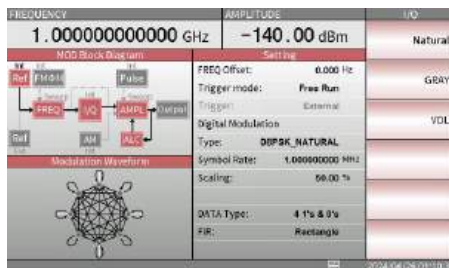 FREQUENCY
AMPLITUDE
I/Q
1.000000000000 GHz
-140.00 dBm
MOD Block Diagram
Setting
Natural
Ref
FMΦM
Pulse
FREQ
I/Q
AMPL
Output
Ref
AM
ALC
FREQ Offset: 0.000 Hz
Trigger mode: Free Run
Trigger: External
Digital Modulation
Type: D8PSK_NATURAL
Symbol Rate: 1.000000000 MHz
Scaling: 50.00 %
DATA Type: 4 1's & 0's
FIR: Rectangle
GRAY
Modulation Waveform